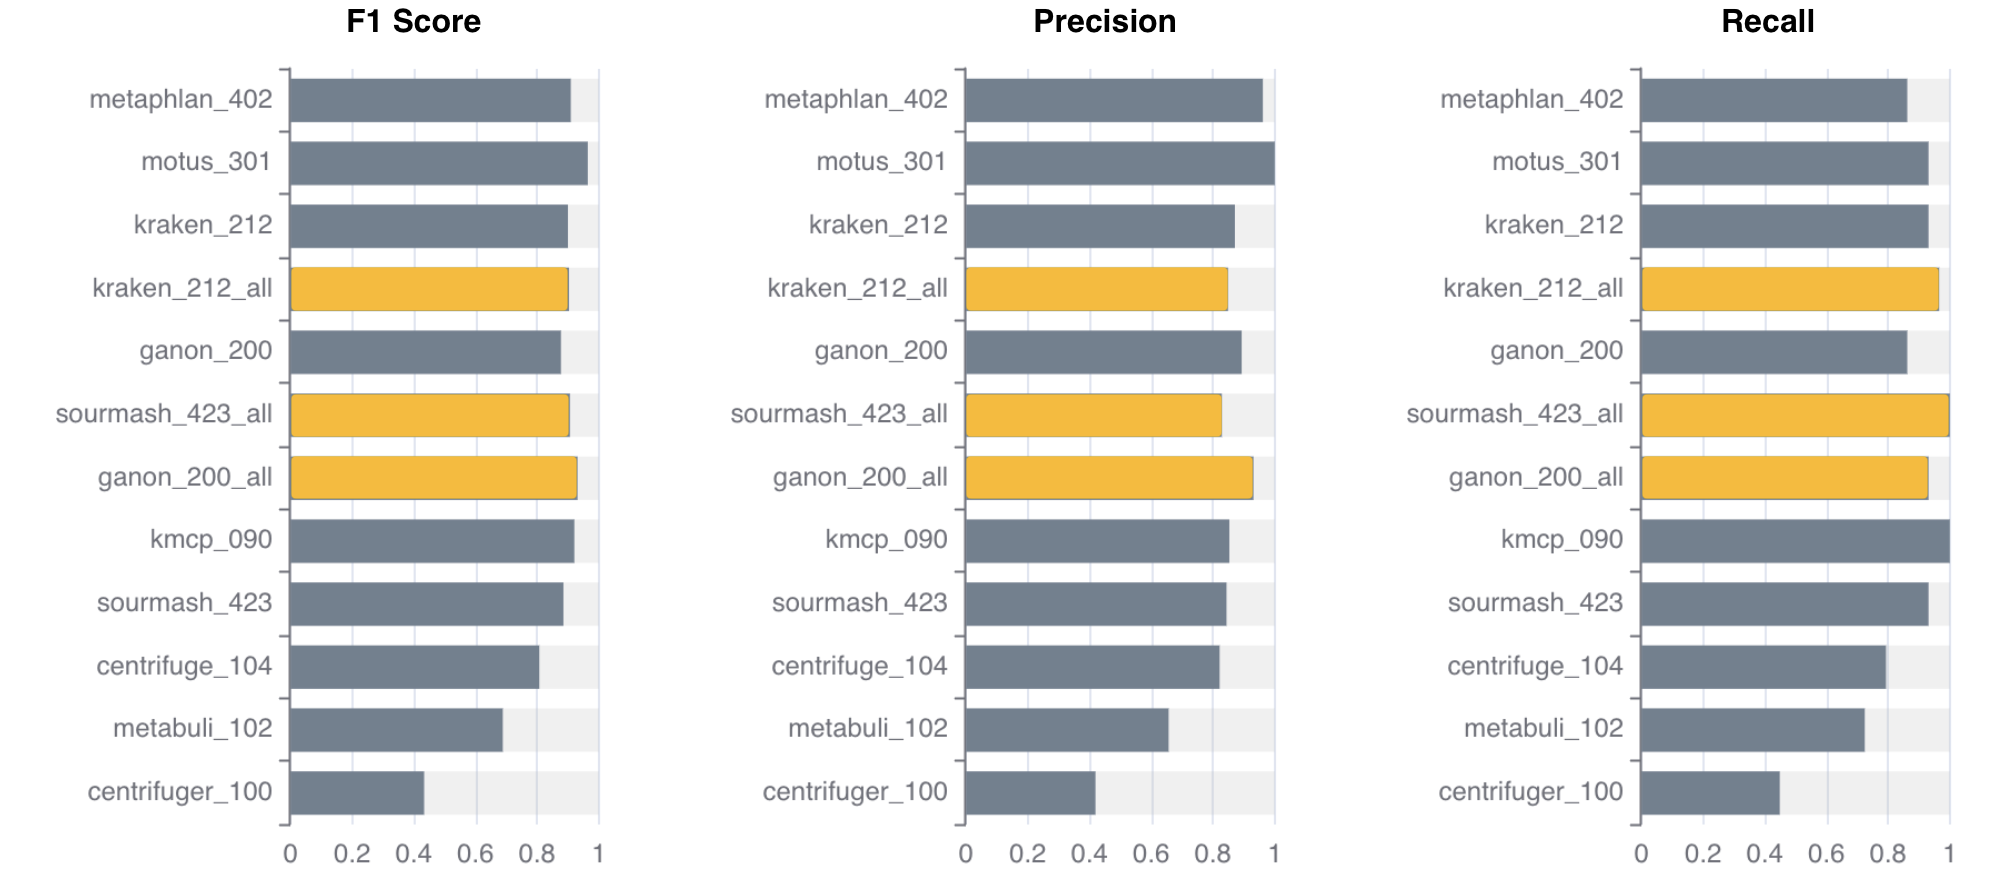 F1 Score
metaphlan_402
motus_301
kraken_212
kraken_212_all
ganon_200
sourmash_423_all
ganon_200_all
kmcp_090
sourmash_423
centrifuge_104
metabuli_102
centrifuger_100
0 0.2 0.4 0.6 0.8 1
Precision
metaphlan_402
motus_301
kraken_212
kraken_212_all
ganon_200
sourmash_423_all
ganon_200_all
kmcp_090
sourmash_423
centrifuge_104
metabuli_102
centrifuger_100
0 0.2 0.4 0.6 0.8 1
Recall
metaphlan_402
motus_301
kraken_212
kraken_212_all
ganon_200
sourmash_423_all
ganon_200_all
kmcp_090
sourmash_423
centrifuge_104
metabuli_102
centrifuger_100
0 0.2 0.4 0.6 0.8 1